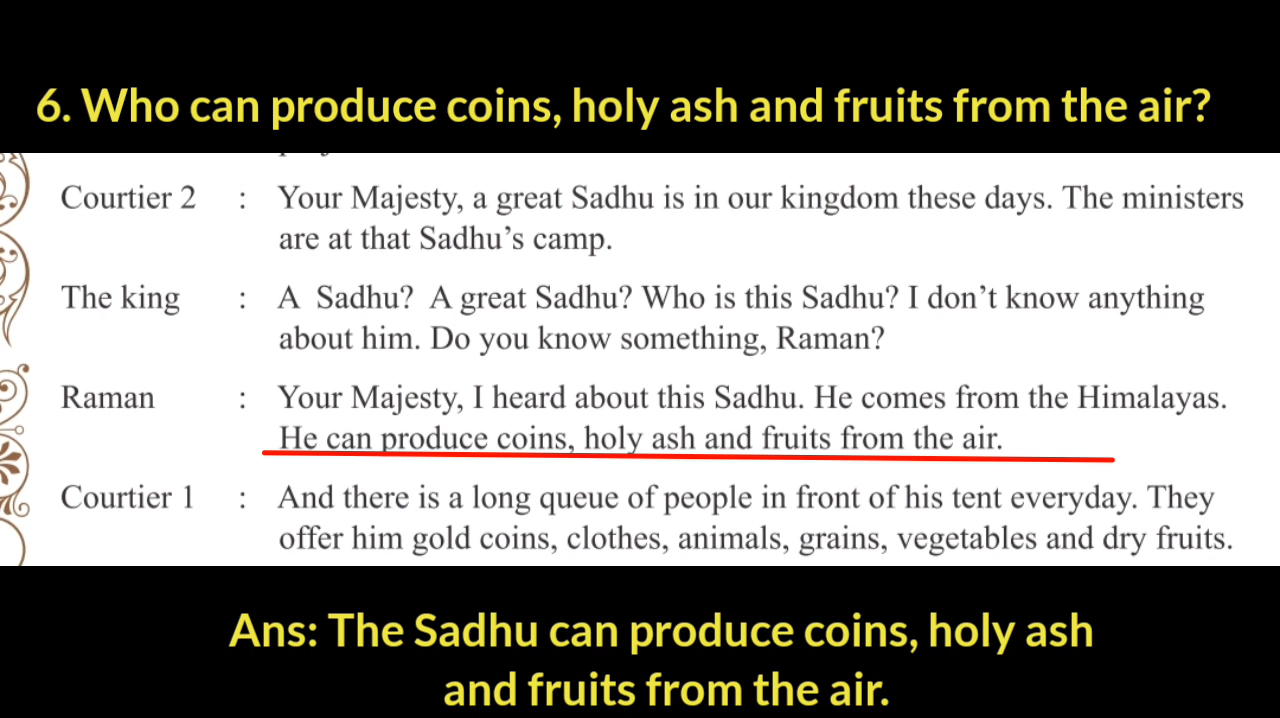 6. Who can produce coins, holy ash and fruits from the air?
Courtier 2 : Your Majesty, a great Sadhu is in our kingdom these days. The ministers
are at that Sadhu’s camp.
The king : A Sadhu? A great Sadhu? Who is this Sadhu? I don’t know anything
about him. Do you know something, Raman?
Raman : Your Majesty, I heard about this Sadhu. He comes from the Himalayas.
He can produce coins, holy ash and fruits from the air.
Courtier 1 : And there is a long queue of people in front of his tent everyday. They
offer him gold coins, clothes, animals, grains, vegetables and dry fruits.
Ans: The Sadhu can produce coins, holy ash
and fruits from the air.